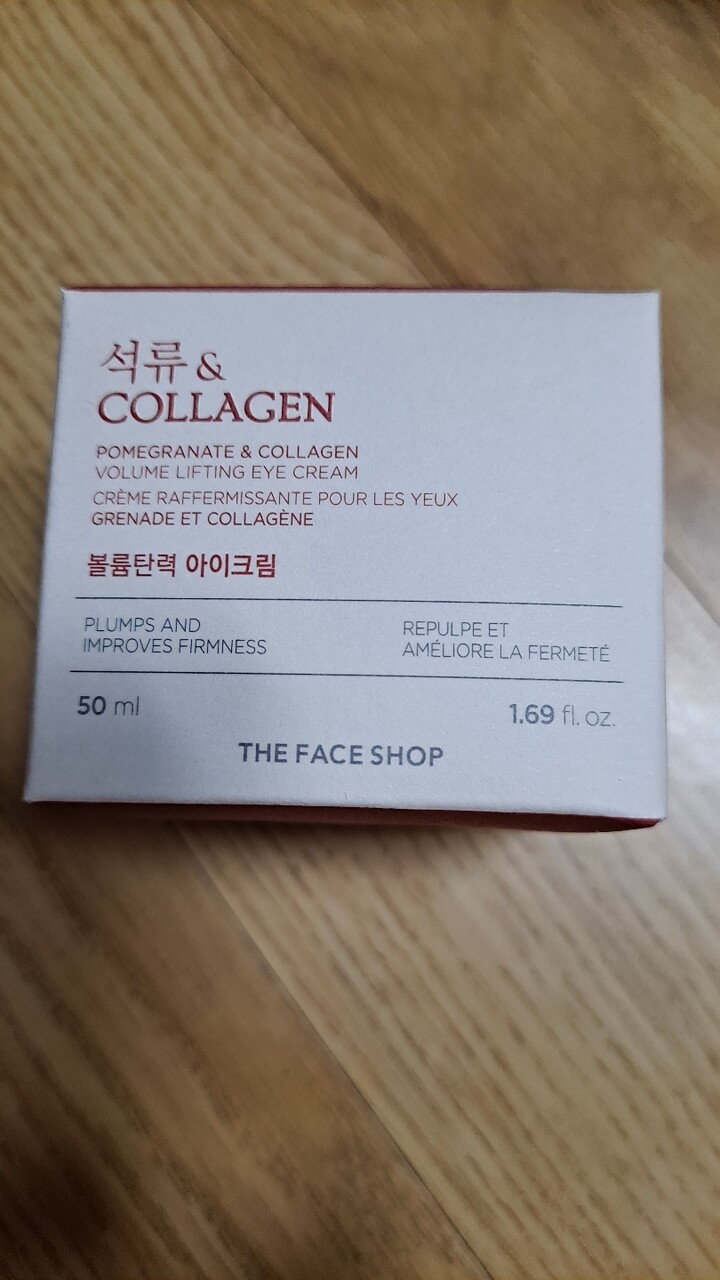 석류 &
COLLAGEN
POMEGRANATE & COLLAGEN
VOLUME LIFTING EYE CREAM
CRÈME RAFFERMISSANTE POUR LES YEUX
GRENADE ET COLLAGÈNE
볼륨탄력 아이크림
PLUMPS AND
IMPROVES FIRMNESS
REPULPE ET
AMÉLIORE LA FERMETÉ
50 ml
1.69 fl. oz.
THE FACE SHOP